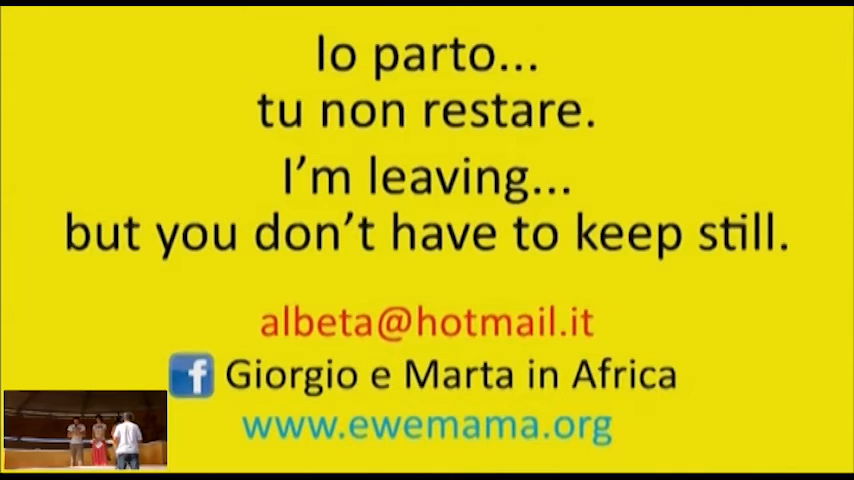 Io parto...
tu non restare.
I'm leaving...
but you don't have to keep still.
albeta@hotmail.it
f Giorgio e Marta in Africa
www.ewemama.org